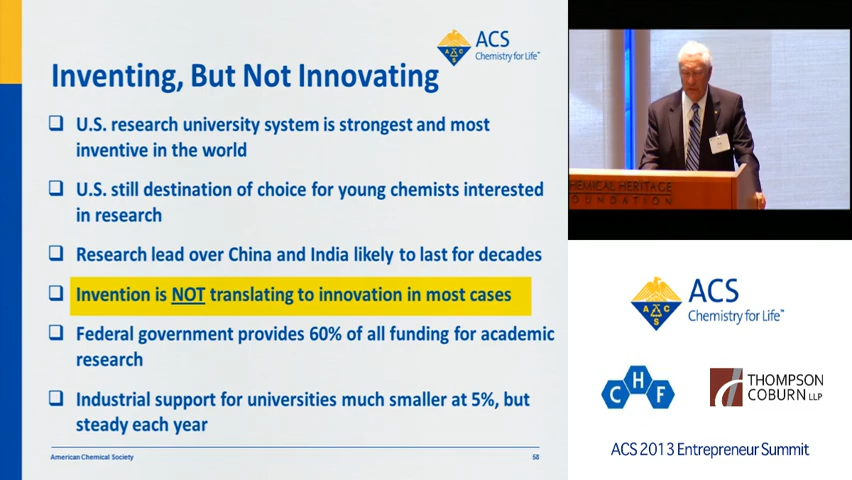 ACS
Chemistry for Life™
Inventing, But Not Innovating
U.S. research university system is strongest and most
inventive in the world
U.S. still destination of choice for young chemists interested
in research
Research lead over China and India likely to last for decades
Invention is NOT translating to innovation in most cases
Federal government provides 60% of all funding for academic
research
Industrial support for universities much smaller at 5%, but
steady each year
American Chemical Society
58
CHEMICAL HERITAGE
FOUNDATION
A C S
ACS
Chemistry for Life™
C H F
THOMPSON
COBURN LLP
ACS 2013 Entrepreneur Summit